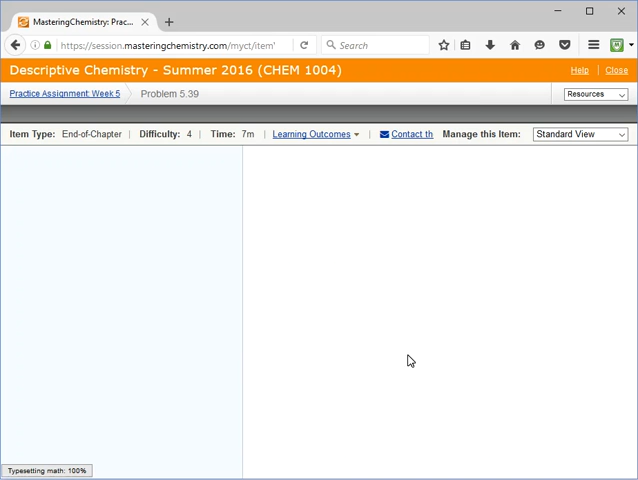 MasteringChemistry: Prac...
https://session.masteringchemistry.com/myct/item'
Search
Descriptive Chemistry - Summer 2016 (CHEM 1004)
Help
Close
Practice Assignment: Week 5
Problem 5.39
Resources
Item Type: End-of-Chapter | Difficulty: 4 | Time: 7m | Learning Outcomes | Contact th Manage this Item: Standard View
Typesetting math: 100%